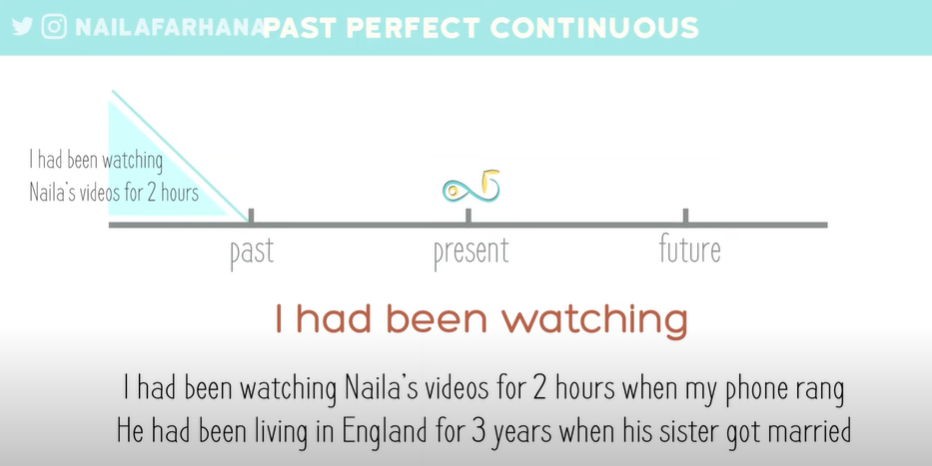 NAILAFARHANA
PAST PERFECT CONTINUOUS
I had been watching
Naila's videos for 2 hours
past present future
I had been watching
I had been watching Naila's videos for 2 hours when my phone rang
He had been living in England for 3 years when his sister got married